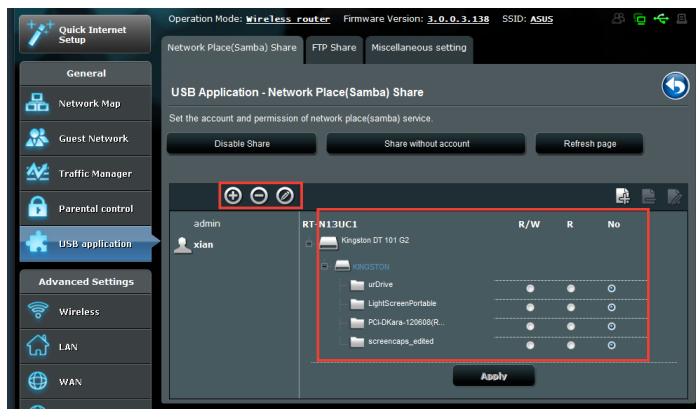 Quick Internet Setup
Operation Mode: Wireless router Firmware Version: 3.0.0.3.138 SSID: ASUS
Network Place(Samba) Share FTP Share Miscellaneous setting
General
Network Map
Guest Network
Traffic Manager
Parental control
USB application
Advanced Settings
Wireless
LAN
WAN
USB Application - Network Place(Samba) Share
Set the account and permission of network place(samba) service.
Disable Share Share without account Refresh page
admin
xian
RT-N13UC1 R/W R No
Kingston DT 101 G2
KINGSTON
urDrive
LightScreenPortable
PCI-DKara-120608(R...
screencaps_edited
Apply